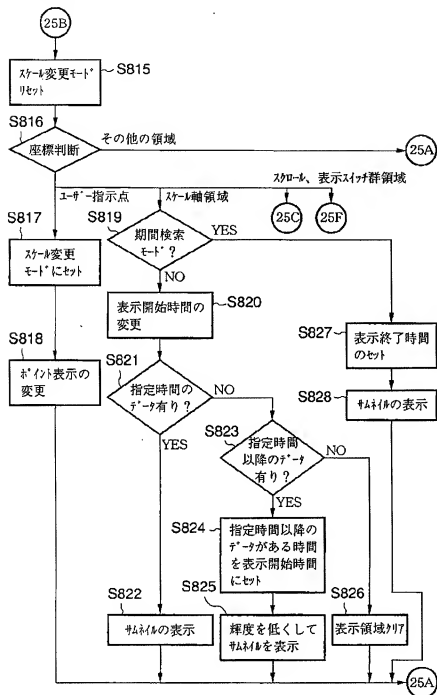 25B
S815
スケール変更モード
リセット
S816
座標判断
その他の領域
25A
ユーザー指示点
スケール軸領域
スクロール、表示スイッチ群領域
25C
25F
S817
スケール変更
モードにセット
S819
期間検索
モード？
YES
NO
S818
ポイント表示の
変更
S820
表示開始時間の
変更
S827
表示終了時間
のセット
S828
サムネイルの表示
S821
指定時間の
データ有り？
NO
YES
S823
指定時間
以降のデータ
有り？
NO
YES
S824
指定時間以降の
データがある時間
を表示開始時間
にセット
S822
サムネイルの表示
S825
輝度を低くして
サムネイルを表示
S826
表示領域クリア
25A